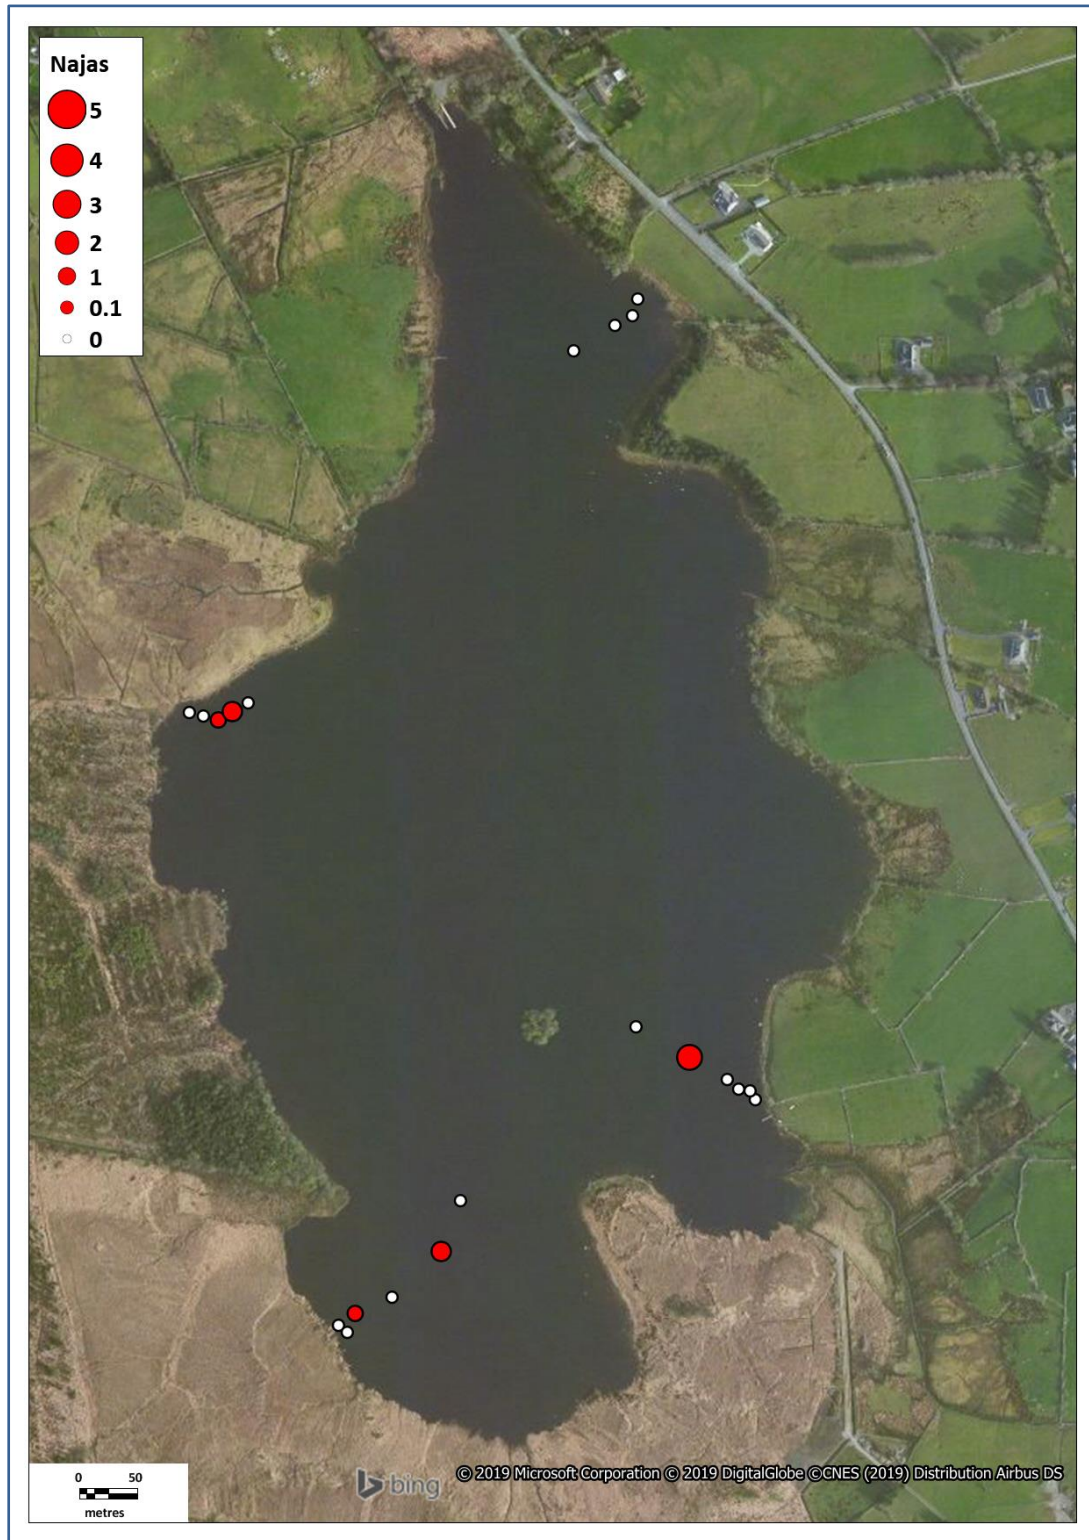 Najas
5
4
3
2
1
0.1
0
0 50
metres
bing
© 2019 Microsoft Corporation © 2019 DigitalGlobe ©CNES (2019) Distribution Airbus DS